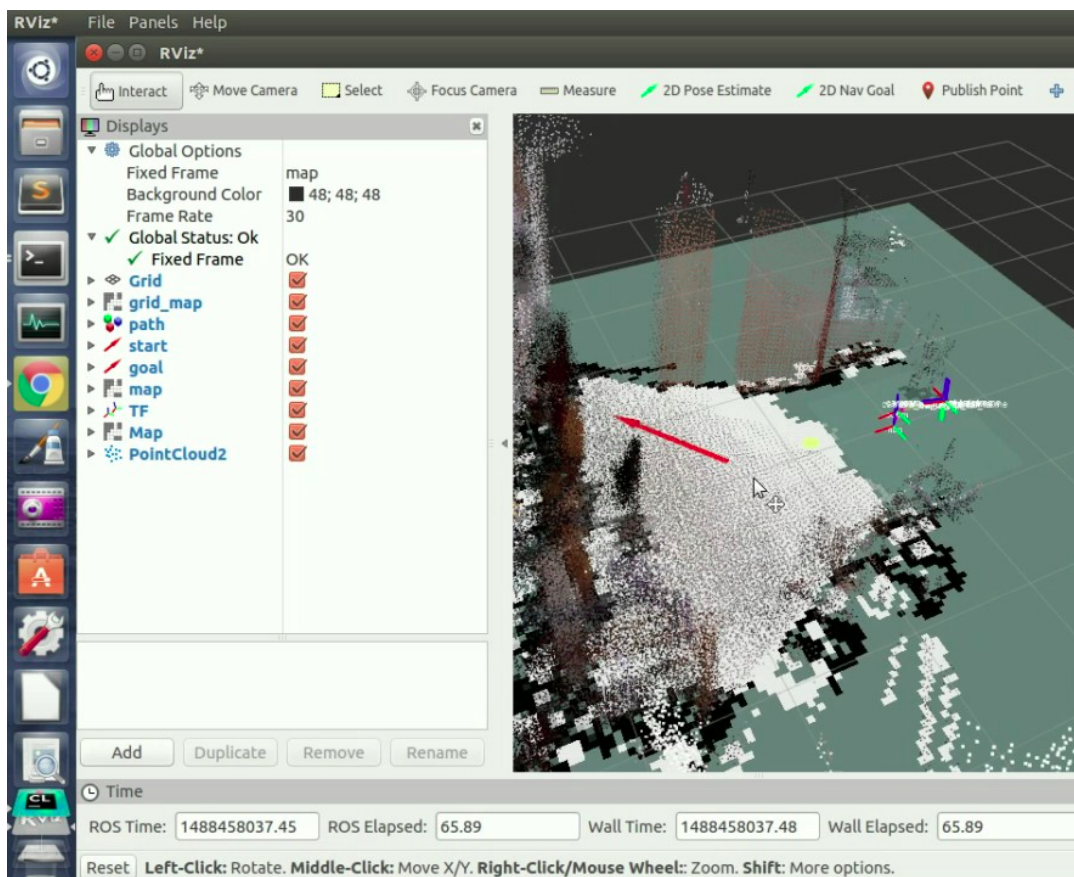 RViz* File Panels Help
RViz*
Interact Move Camera Select Focus Camera Measure 2D Pose Estimate 2D Nav Goal Publish Point
Displays
Global Options
Fixed Frame map
Background Color 48; 48; 48
Frame Rate 30
Global Status: Ok
Fixed Frame OK
Grid
grid_map
path
start
goal
map
TF
Map
PointCloud2
Add Duplicate Remove Rename
Time
ROS Time: 1488458037.45 ROS Elapsed: 65.89 Wall Time: 1488458037.48 Wall Elapsed: 65.89
Reset Left-Click: Rotate. Middle-Click: Move X/Y. Right-Click/Mouse Wheel:: Zoom. Shift: More options.
CL